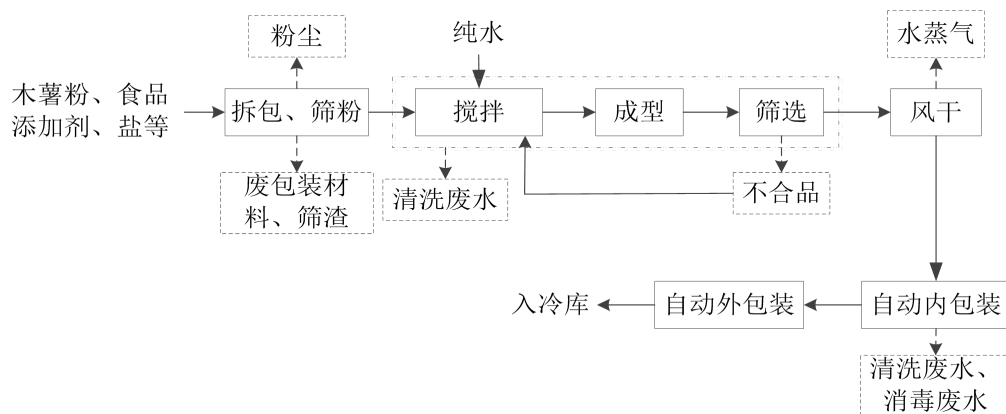 粉尘
纯水
水蒸气
木薯粉、食品
添加剂、盐等
拆包、筛粉
搅拌
成型
筛选
风干
废包装材
料、筛渣
清洗废水
不合品
入冷库
自动外包装
自动内包装
清洗废水、
消毒废水